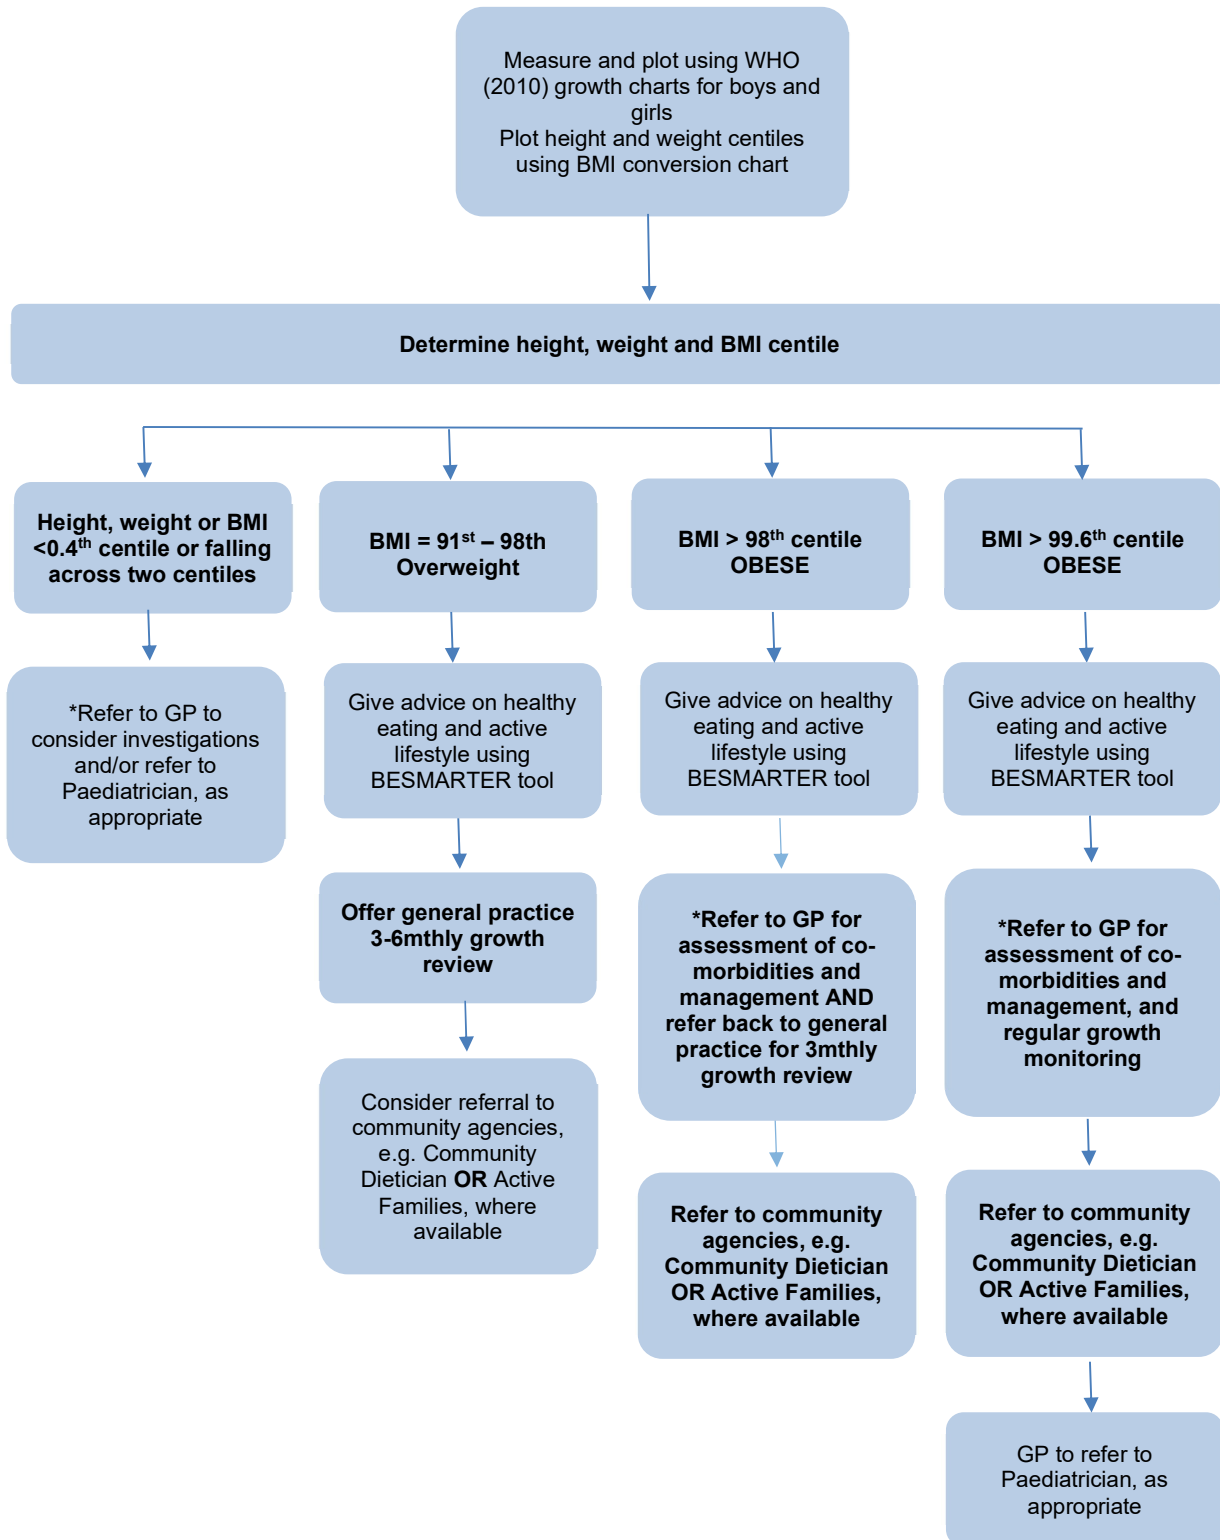 Measure and plot using WHO
(2010) growth charts for boys and
girls
Plot height and weight centiles
using BMI conversion chart
Determine height, weight and BMI centile
Height, weight or BMI
<0.4th centile or falling
across two centiles
*Refer to GP to
consider investigations
and/or refer to
Paediatrician, as
appropriate
BMI = 91st – 98th
Overweight
Give advice on healthy
eating and active
lifestyle using
BESMARTER tool
Offer general practice
3-6mthly growth
review
Consider referral to
community agencies,
e.g. Community
Dietician OR Active
Families, where
available
BMI > 98th centile
OBESE
Give advice on healthy
eating and active
lifestyle using
BESMARTER tool
*Refer to GP for
assessment of co-
morbidities and
management AND
refer back to general
practice for 3mthly
growth review
Refer to community
agencies, e.g.
Community Dietician
OR Active Families,
where available
BMI > 99.6th centile
OBESE
Give advice on healthy
eating and active
lifestyle using
BESMARTER tool
*Refer to GP for
assessment of co-
morbidities and
management, and
regular growth
monitoring
Refer to community
agencies, e.g.
Community Dietician
OR Active Families,
where available
GP to refer to
Paediatrician, as
appropriate